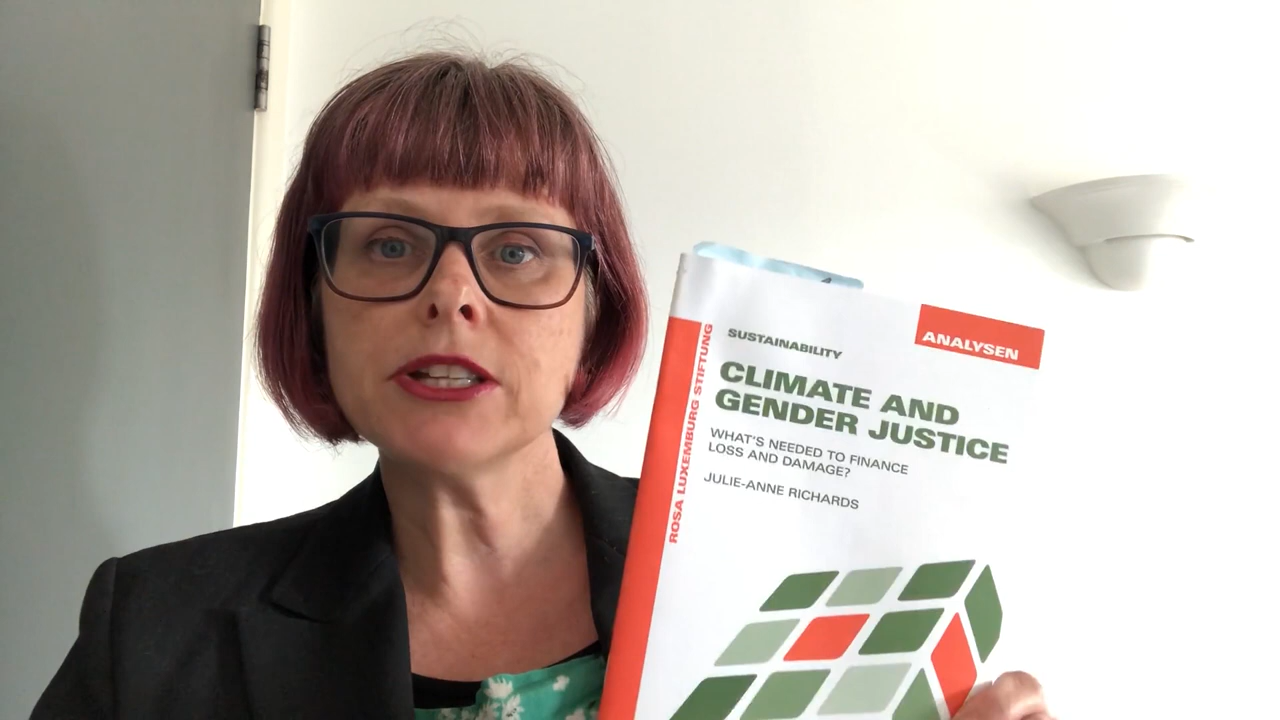 ANALYSEN
SUSTAINABILITY
CLIMATE AND
GENDER JUSTICE
WHAT'S NEEDED TO FINANCE
LOSS AND DAMAGE?
JULIE-ANNE RICHARDS
ROSA LUXEMBURG STIFTUNG